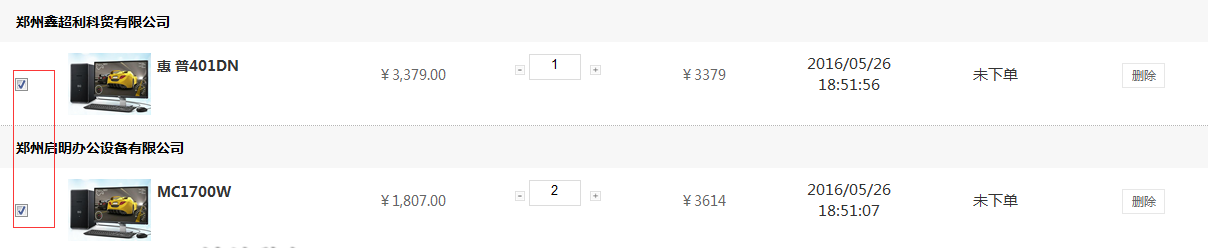 郑州鑫超利科贸有限公司
惠 普401DN ￥3,379.00 - 1 + ￥3379 2016/05/26 未下单 删除
18:51:56
郑州启明办公设备有限公司
MC1700W ￥1,807.00 - 2 + ￥3614 2016/05/26 未下单 删除
18:51:07